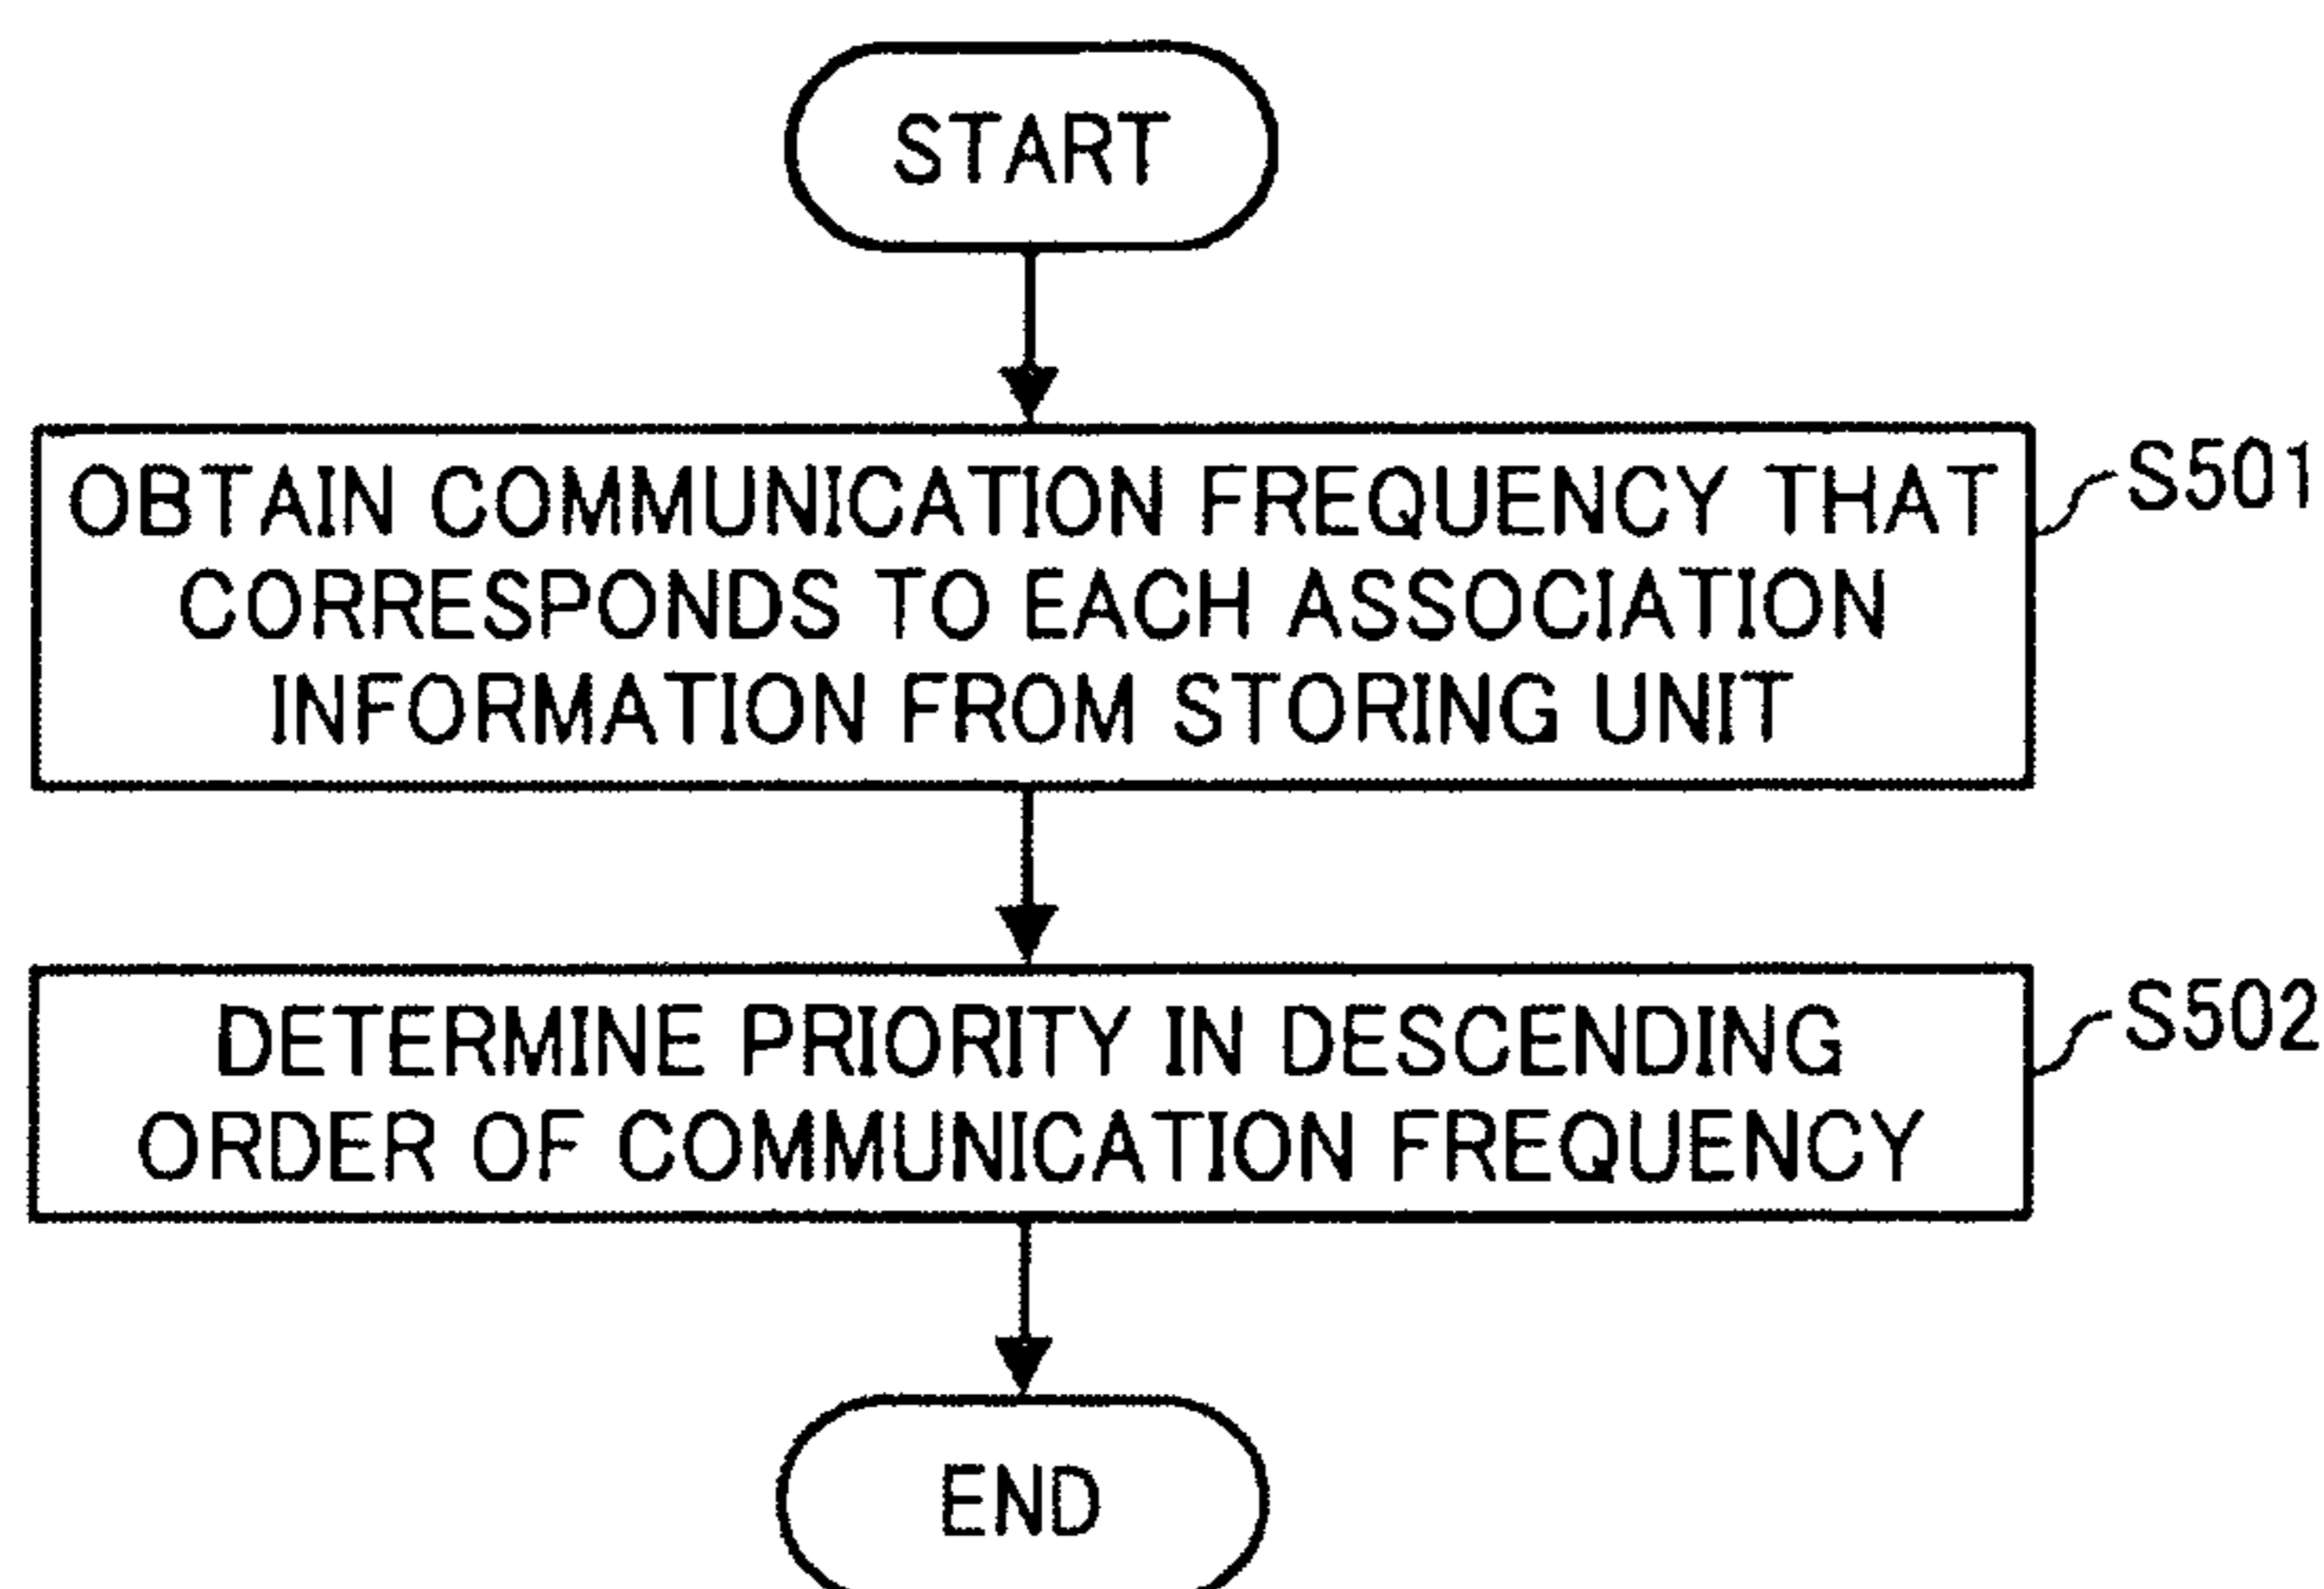 START
OBTAIN COMMUNICATION FREQUENCY THAT
CORRESPONDS TO EACH ASSOCIATION
INFORMATION FROM STORING UNIT
S501
DETERMINE PRIORITY IN DESCENDING
ORDER OF COMMUNICATION FREQUENCY
S502
END